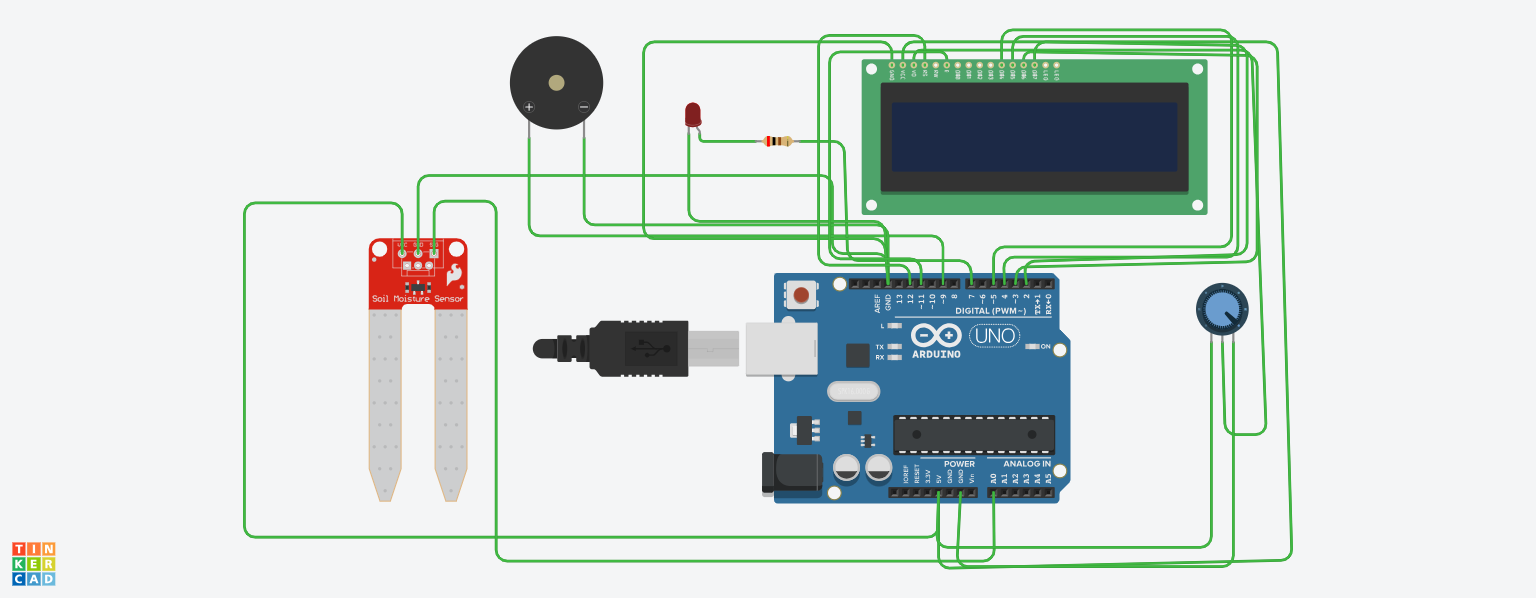 GND VCC V0 RS RW E DB0 DB1 DB2 DB3 DB4 DB5 DB6 DB7 LED LED
+ −
VCC GND SIG
Soil Moisture Sensor
AREF GND 13 12 ~11 ~10 ~9 8 7 ~6 ~5 4 ~3 2 TX→1 RX←0
DIGITAL (PWM~)
L
TX
RX
ARDUINO
UNO
ON
POWER
ANALOG IN
IOREF RESET 3.3V 5V GND GND Vin A0 A1 A2 A3 A4 A5
TIN
KER
CAD